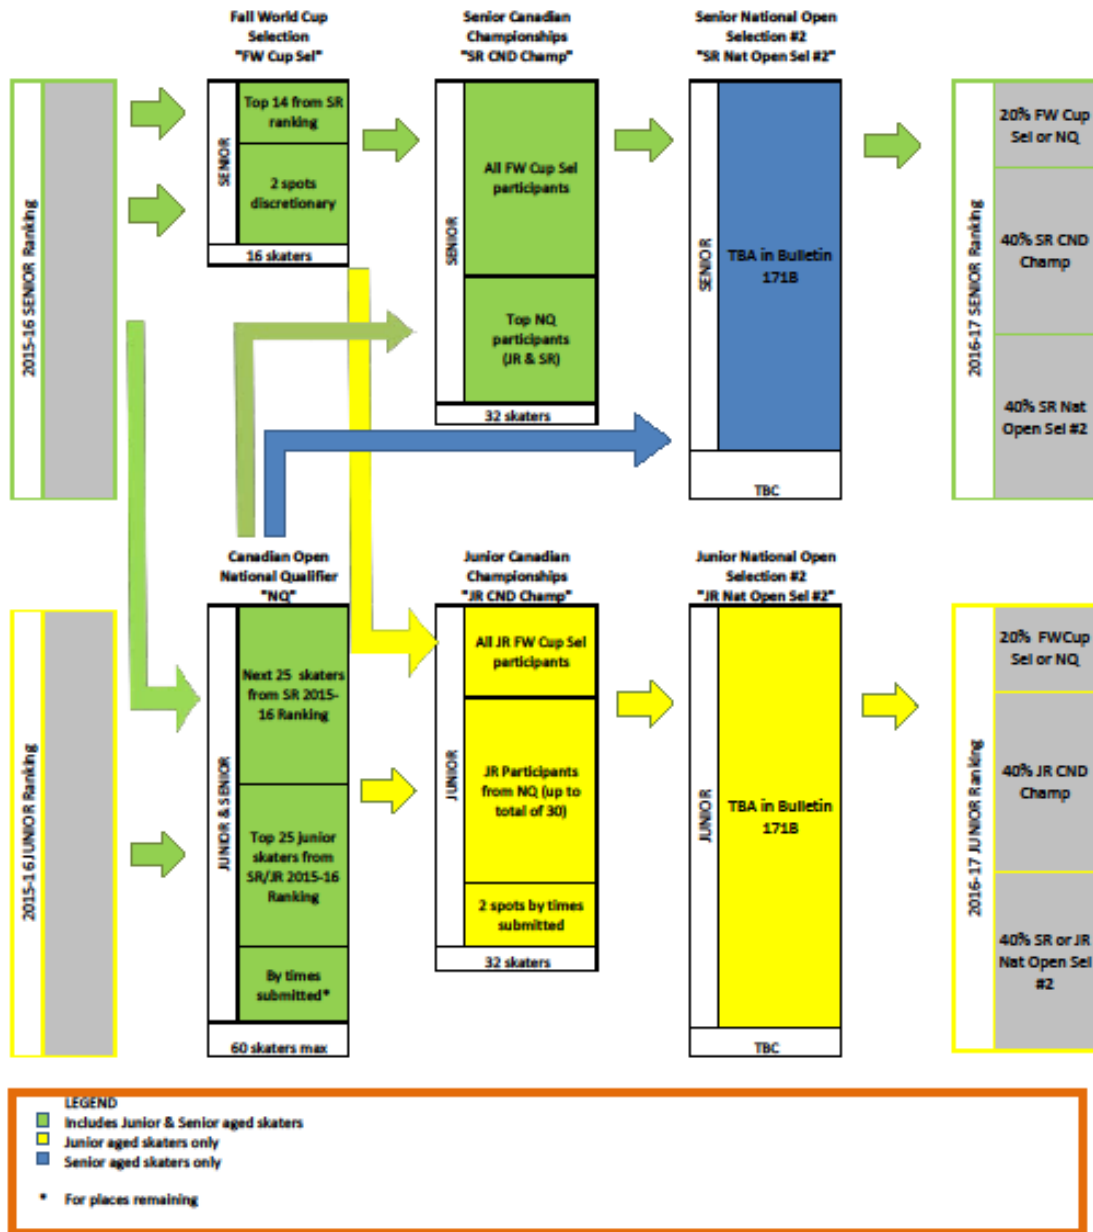 Fall World Cup
Selection
"FW Cup Sel"
Senior Canadian
Championships
"SR CND Champ"
Senior National Open
Selection #2
"SR Nat Open Sel #2"
2015-16 SENIOR Ranking
SENIOR
Top 14 from SR
ranking
2 spots
discretionary
16 skaters
SENIOR
All FW Cup Sel
participants
Top NQ
participants
(JR & SR)
32 skaters
SENIOR
TBA in Bulletin
171B
TBC
2016-17 SENIOR Ranking
20% FW Cup
Sel or NQ
40% SR CND
Champ
40% SR Nat
Open Sel #2
Canadian Open
National Qualifier
"NQ"
Junior Canadian
Championships
"JR CND Champ"
Junior National Open
Selection #2
"JR Nat Open Sel #2"
2015-16 JUNIOR Ranking
JUNIOR & SENIOR
Next 25 skaters
from SR 2015-
16 Ranking
Top 25 junior
skaters from
SR/JR 2015-16
Ranking
By times
submitted*
60 skaters max
JUNIOR
All JR FW Cup Sel
participants
JR Participants
from NQ (up to
total of 30)
2 spots by times
submitted
32 skaters
JUNIOR
TBA in Bulletin
171B
TBC
2016-17 JUNIOR Ranking
20% FWCup
Sel or NQ
40% JR CND
Champ
40% SR or JR
Nat Open Sel
#2
LEGEND
Includes Junior & Senior aged skaters
Junior aged skaters only
Senior aged skaters only
* For places remaining